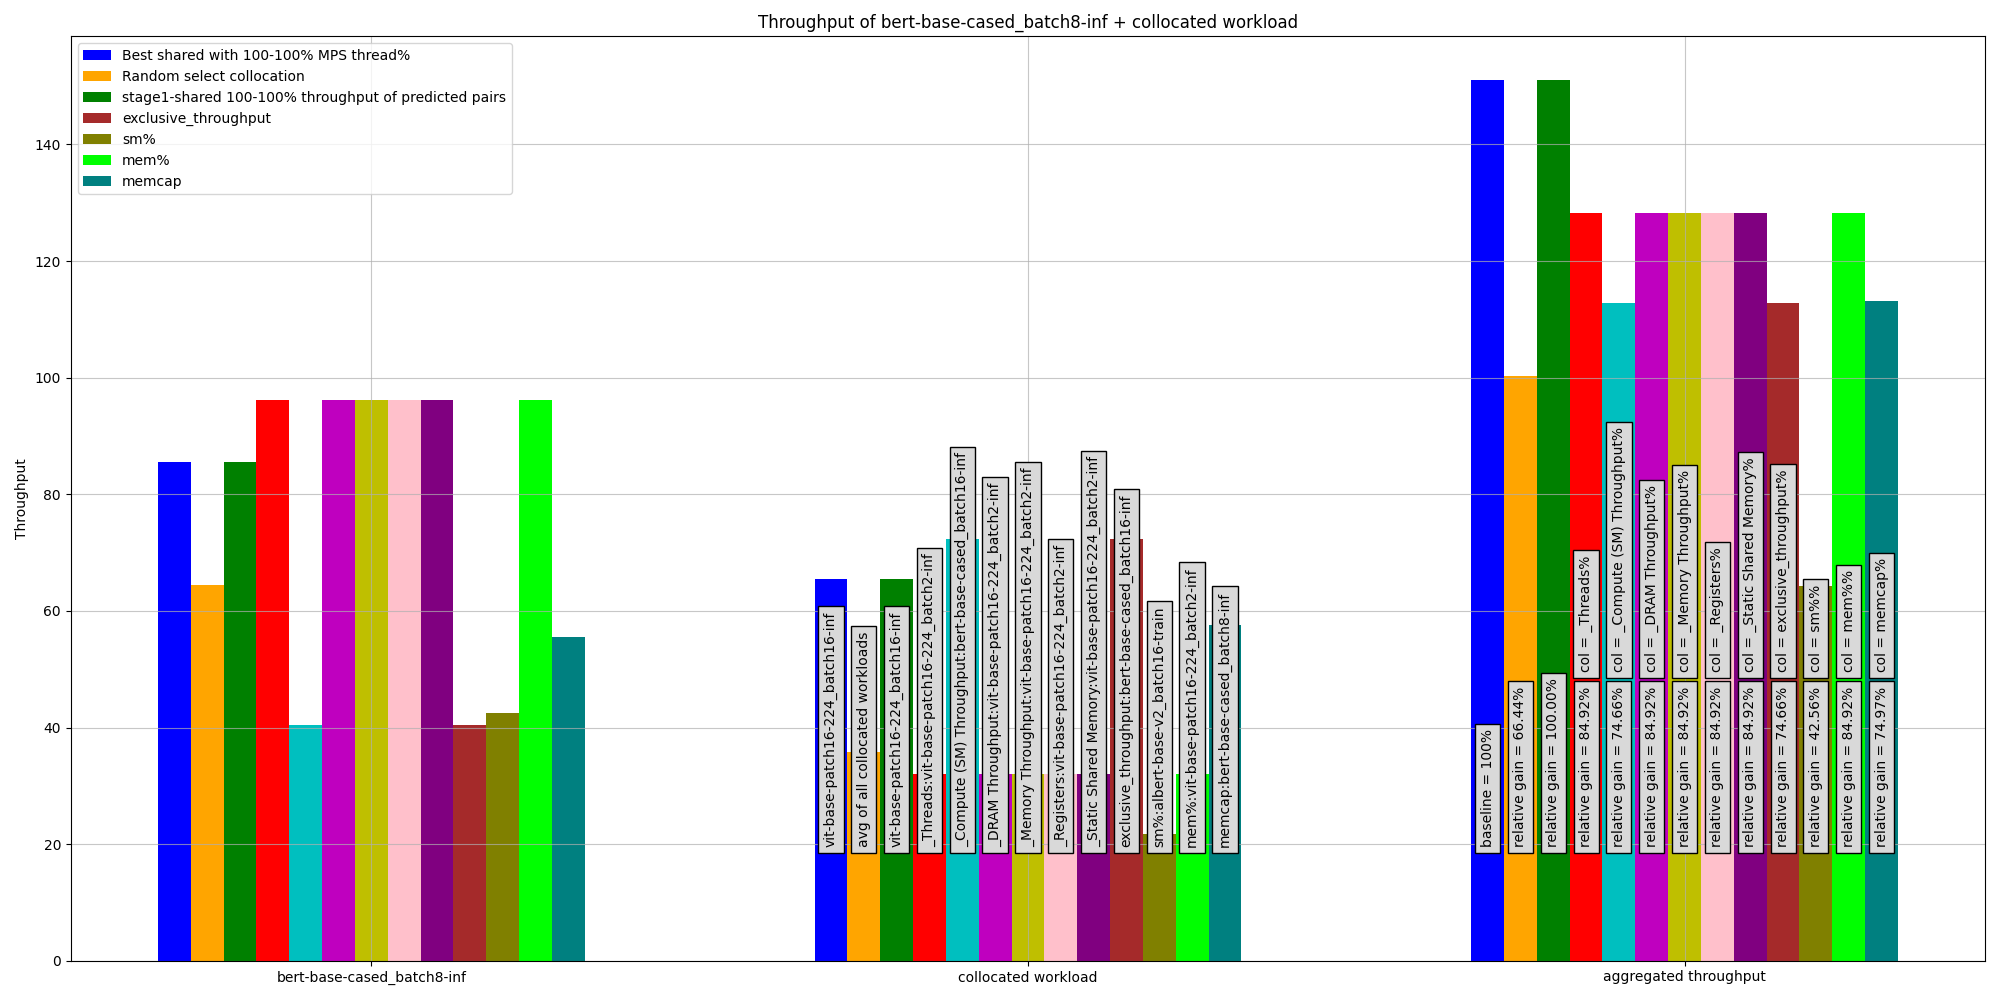 Throughput of bert-base-cased_batch8-inf + collocated workload
Best shared with 100-100% MPS thread%
Random select collocation
stage1-shared 100-100% throughput of predicted pairs
exclusive_throughput
sm%
mem%
memcap
Throughput
140
120
100
80
60
40
20
0
vit-base-patch16-224_batch16-inf
avg of all collocated workloads
vit-base-patch16-224_batch16-inf
_Threads:vit-base-patch16-224_batch2-inf
_Compute (SM) Throughput:bert-base-cased_batch16-inf
_DRAM Throughput:vit-base-patch16-224_batch2-inf
_Memory Throughput:vit-base-patch16-224_batch2-inf
_Registers:vit-base-patch16-224_batch2-inf
_Static Shared Memory:vit-base-patch16-224_batch2-inf
exclusive_throughput:bert-base-cased_batch16-inf
sm%:albert-base-v2_batch16-train
mem%:vit-base-patch16-224_batch2-inf
memcap:bert-base-cased_batch8-inf
baseline = 100%
relative gain = 66.44%
relative gain = 100.00%
relative gain = 84.92%
col = _Threads%
relative gain = 74.66%
col = _Compute (SM) Throughput%
relative gain = 84.92%
col = _DRAM Throughput%
relative gain = 84.92%
col = _Memory Throughput%
relative gain = 84.92%
col = _Registers%
relative gain = 84.92%
col = _Static Shared Memory%
relative gain = 74.66%
col = exclusive_throughput%
relative gain = 42.56%
col = sm%%
relative gain = 84.92%
col = mem%%
relative gain = 74.97%
col = memcap%
bert-base-cased_batch8-inf
collocated workload
aggregated throughput